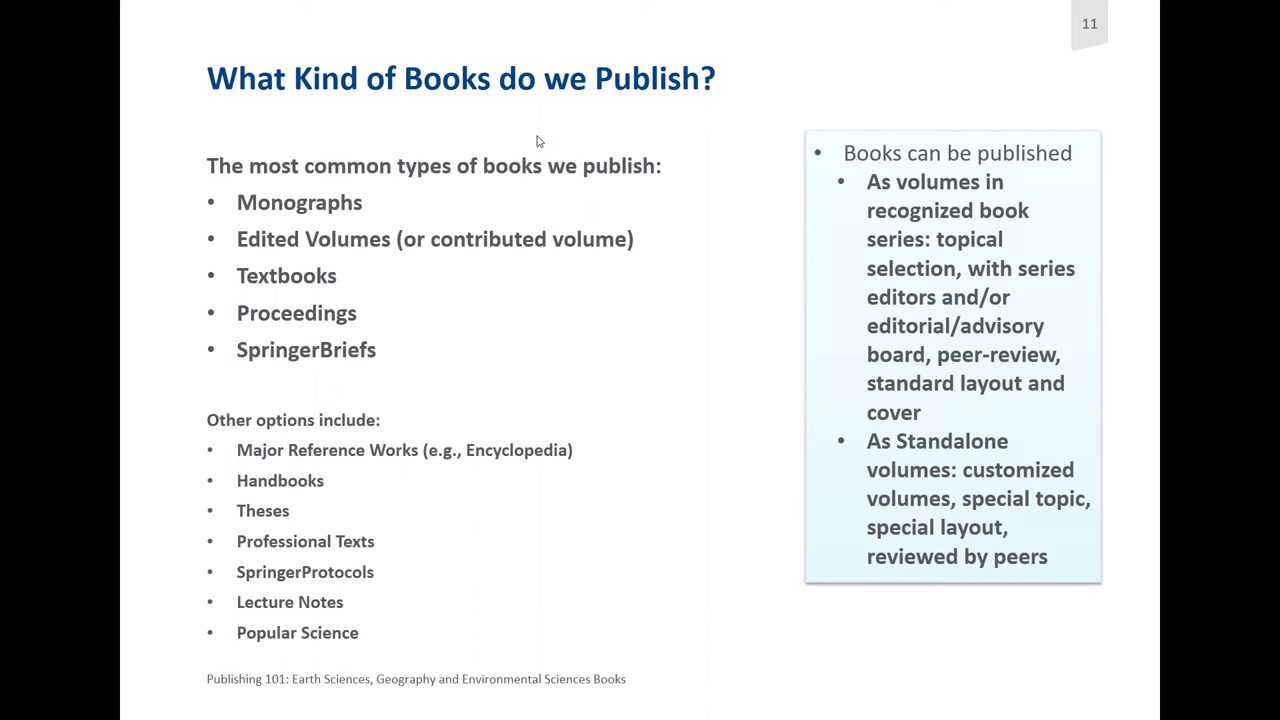 11
What Kind of Books do we Publish?
The most common types of books we publish:
• Monographs
• Edited Volumes (or contributed volume)
• Textbooks
• Proceedings
• SpringerBriefs
Other options include:
• Major Reference Works (e.g., Encyclopedia)
• Handbooks
• Theses
• Professional Texts
• SpringerProtocols
• Lecture Notes
• Popular Science
• Books can be published
• As volumes in
recognized book
series: topical
selection, with series
editors and/or
editorial/advisory
board, peer-review,
standard layout and
cover
• As Standalone
volumes: customized
volumes, special topic,
special layout,
reviewed by peers
Publishing 101: Earth Sciences, Geography and Environmental Sciences Books